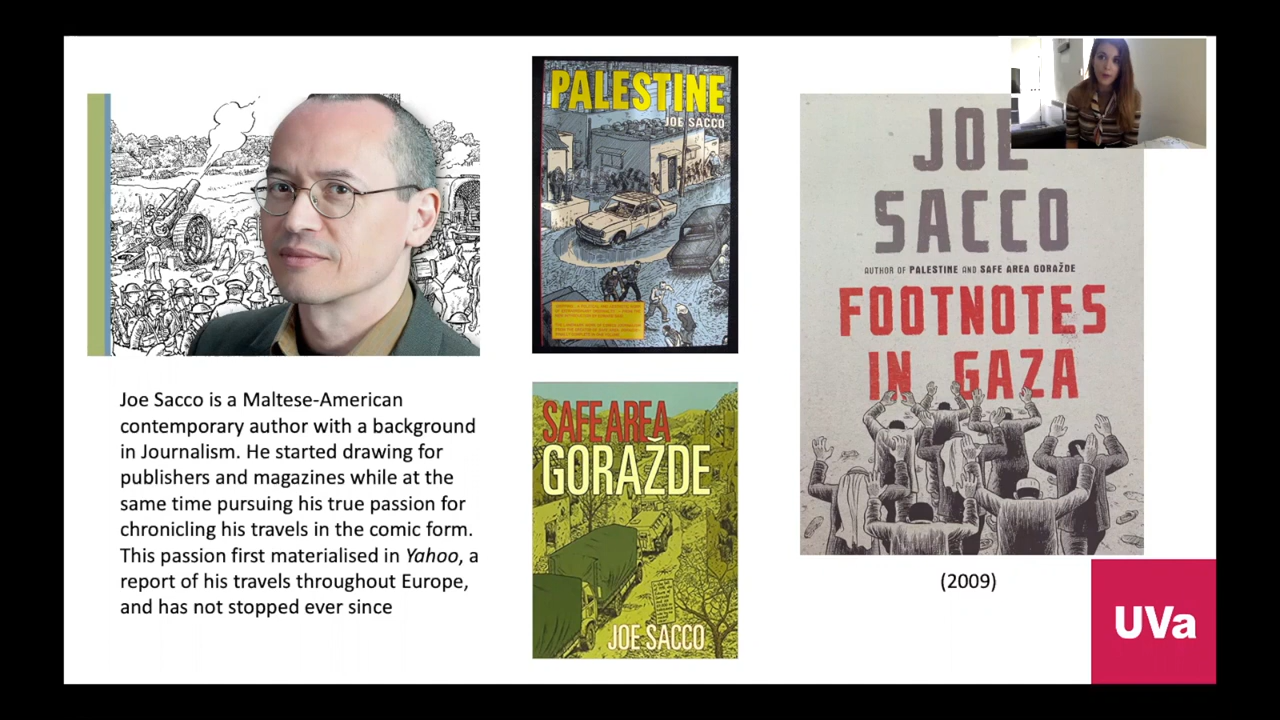 Joe Sacco is a Maltese-American
contemporary author with a background
in Journalism. He started drawing for
publishers and magazines while at the
same time pursuing his true passion for
chronicling his travels in the comic form.
This passion first materialised in Yahoo, a
report of his travels throughout Europe,
and has not stopped ever since
PALESTINE
JOE SACCO
SAFE AREA
GORAŽDE
JOE SACCO
JOE
SACCO
AUTHOR OF PALESTINE AND SAFE AREA GORAŽDE
FOOTNOTES
IN GAZA
(2009)
UVa